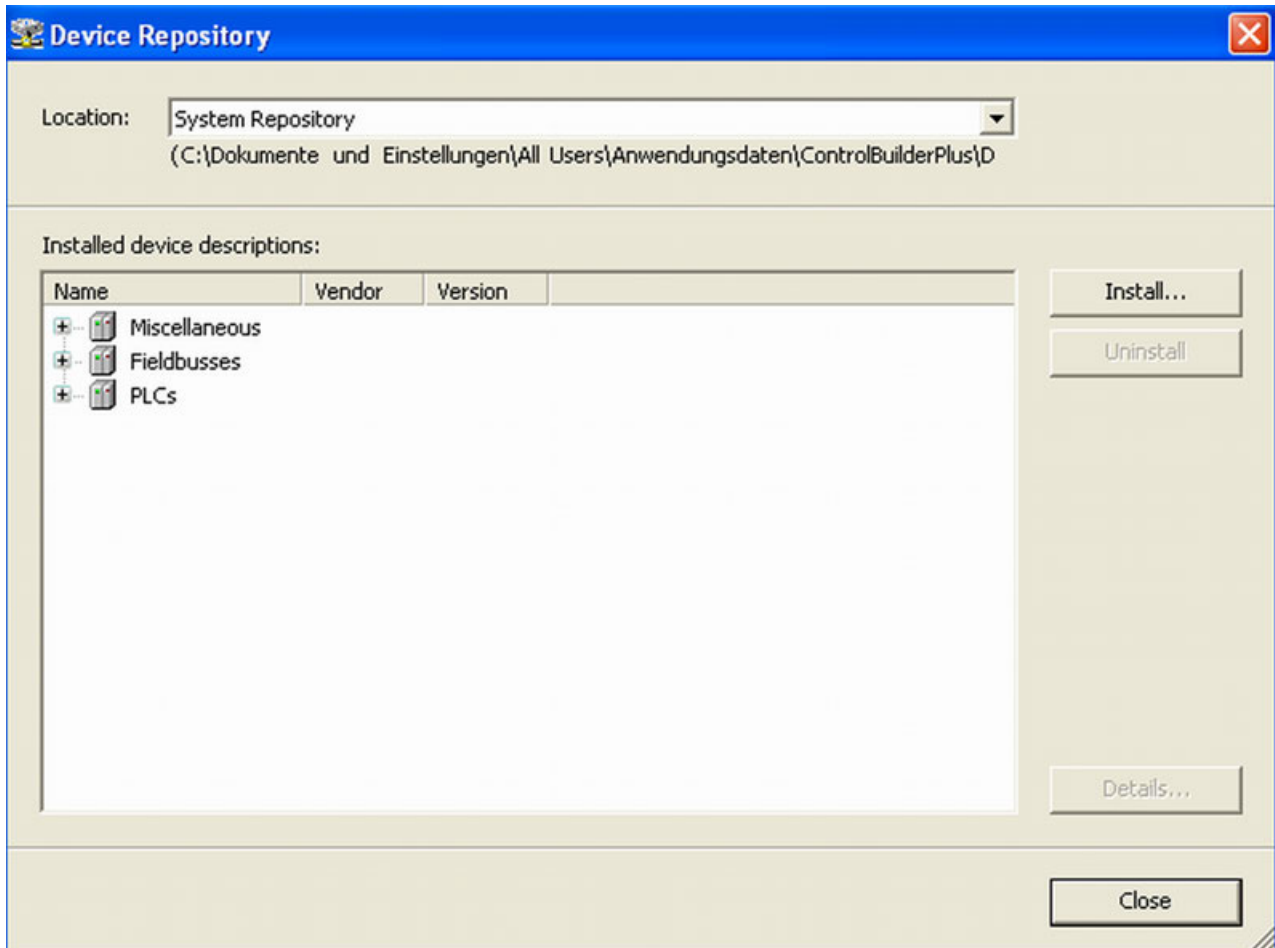 Device Repository
Location: System Repository
(C:\Dokumente und Einstellungen\All Users\Anwendungsdaten\ControlBuilderPlus\D
Installed device descriptions:
Name Vendor Version
Install...
Miscellaneous
Uninstall
Fieldbusses
PLCs
Details...
Close